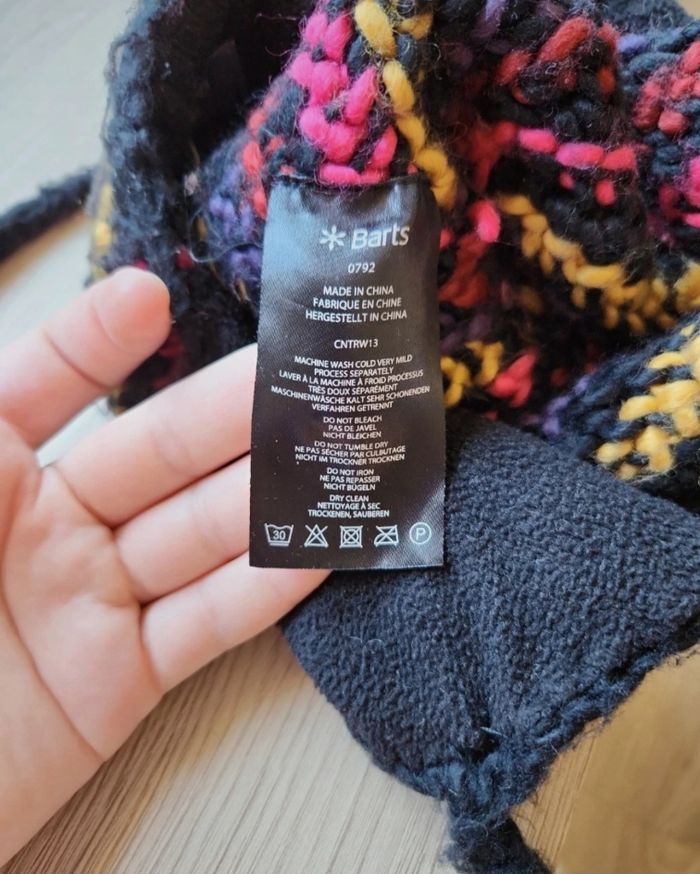 Barts
0792
MADE IN CHINA
FABRIQUE EN CHINE
HERGESTELLT IN CHINA
CNTRW13
MACHINE WASH COLD VERY MILD
PROCESS SEPARATELY
LAVER À LA MACHINE À FROID PROCESSUS
TRÈS DOUX SÉPARÉMENT
MASCHINENWÄSCHE KALT SEHR SCHONENDEN
VERFAHREN GETRENNT
DO NOT BLEACH
PAS DE JAVEL
NICHT BLEICHEN
DO NOT TUMBLE DRY
NE PAS SÉCHER PAR CULBUTAGE
NICHT IM TROCKNER TROCKNEN
DO NOT IRON
NE PAS REPASSER
NICHT BÜGELN
DRY CLEAN
NETTOYAGE À SEC
TROCKENEN, SAUBEREN
30 P